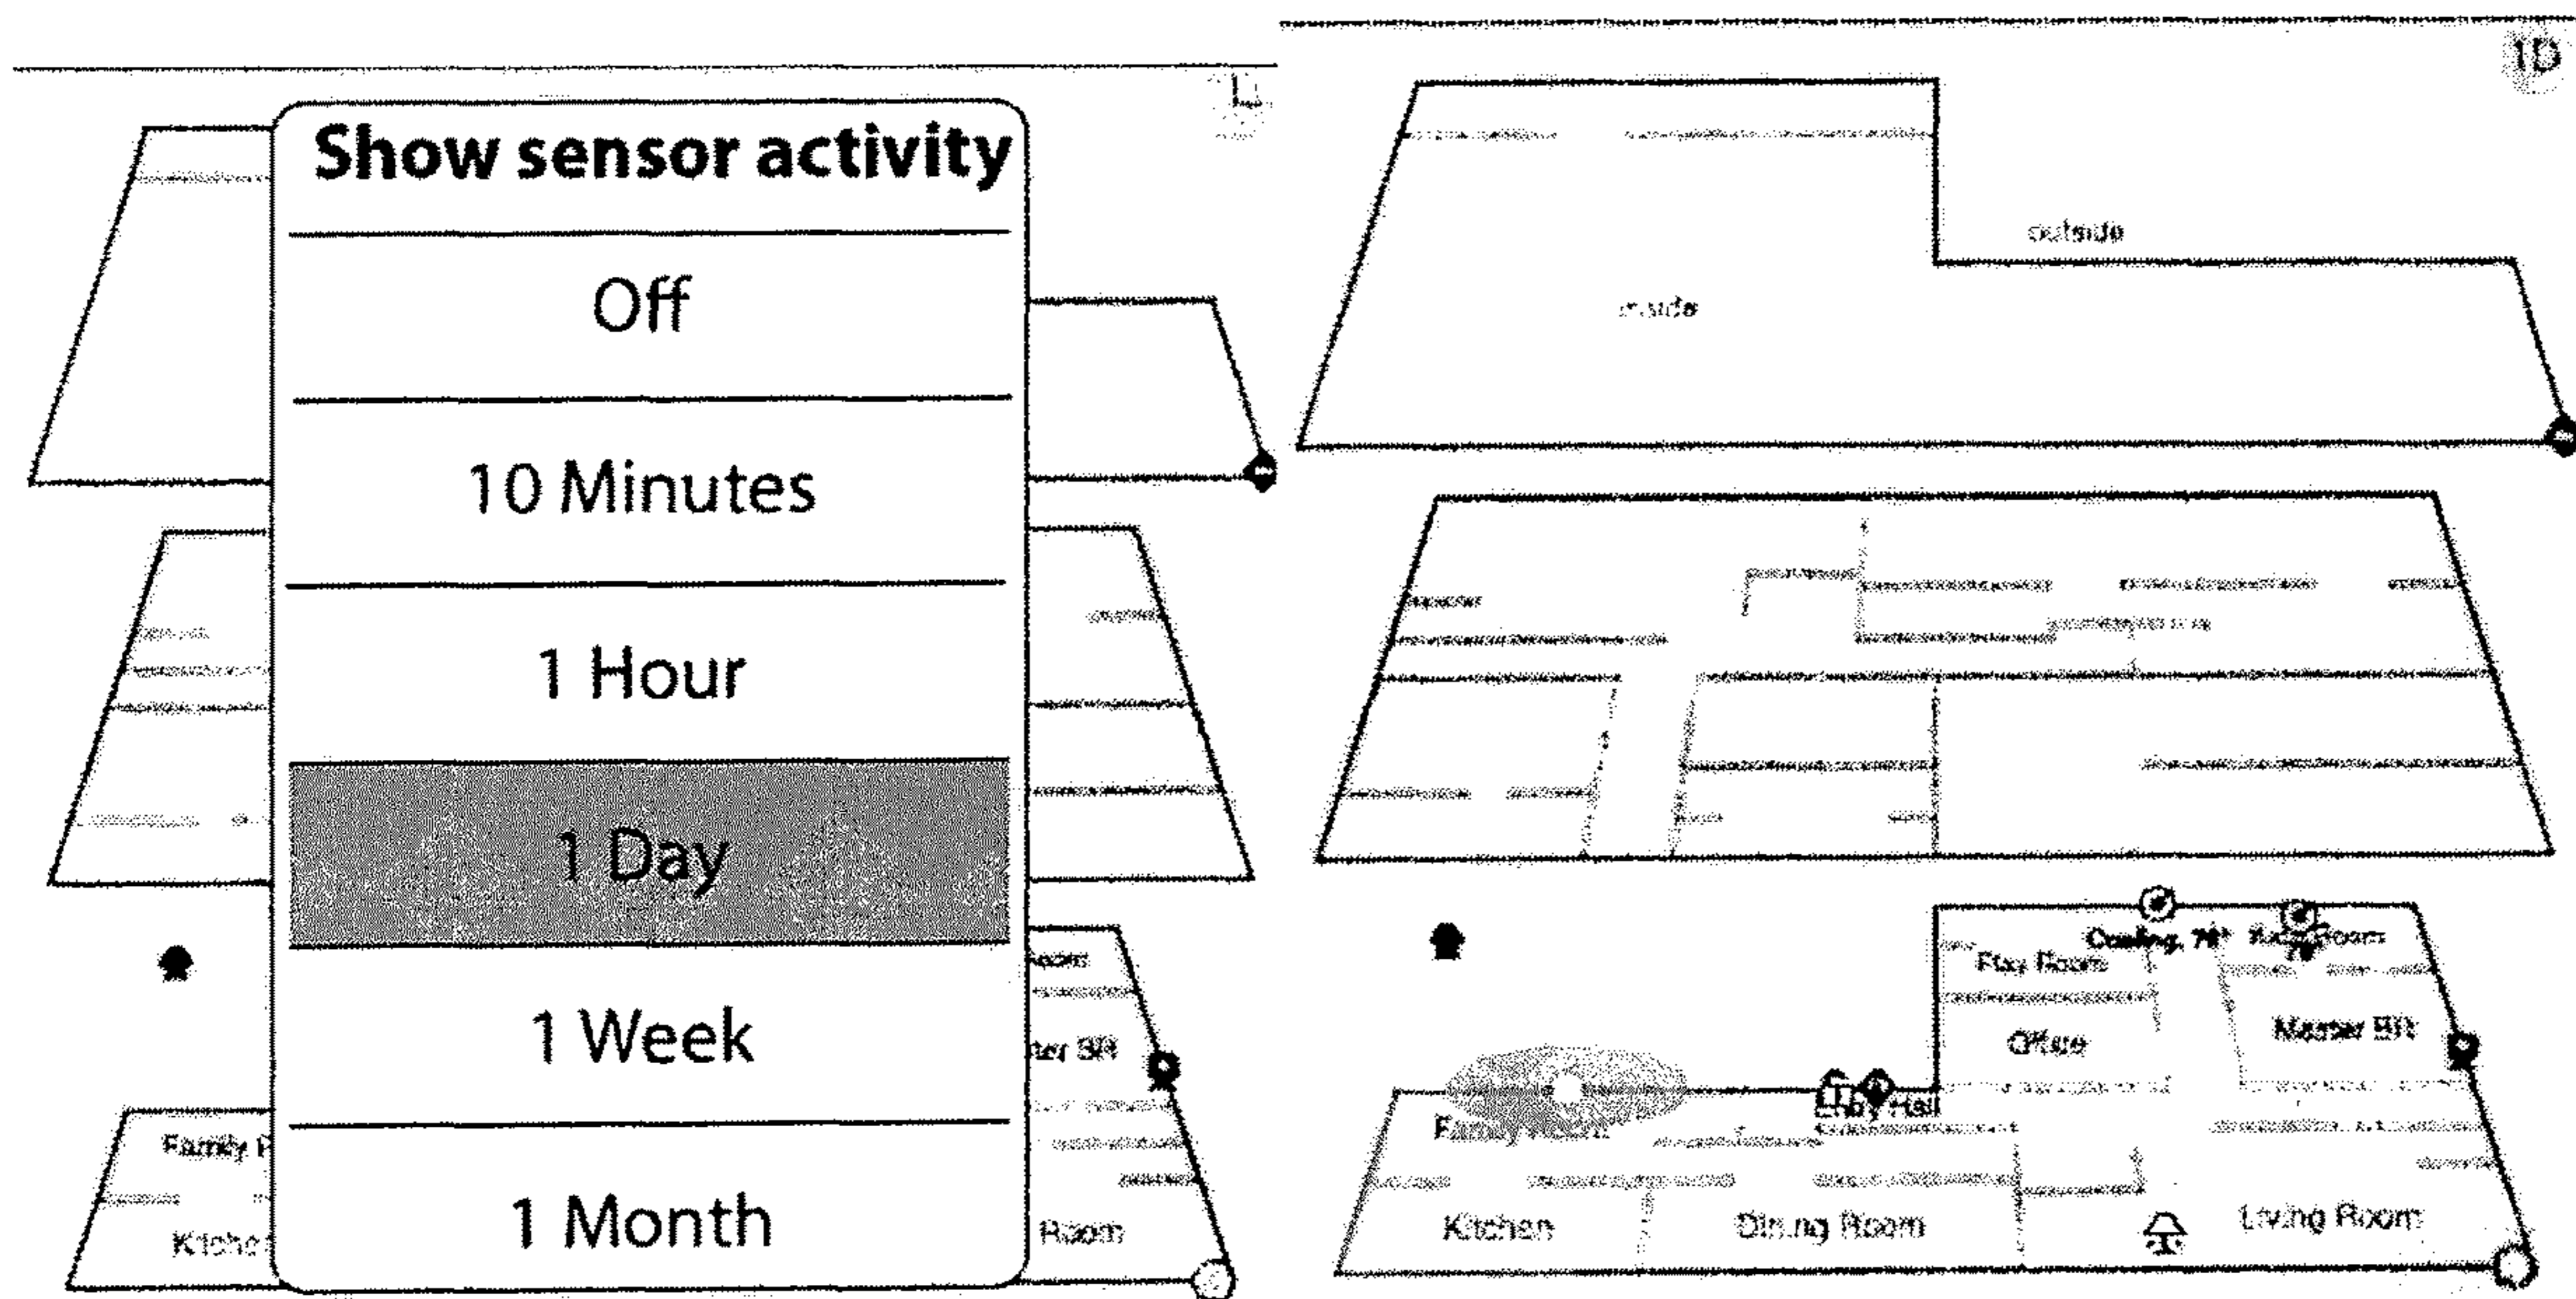 Show sensor activity
Off
10 Minutes
1 Hour
1 Day
1 Week
1 Month
Family
Room
1D
outside
inside
Play Room
Office
Master BR
Entry Hall
Kitchen
Dining Room
Living Room